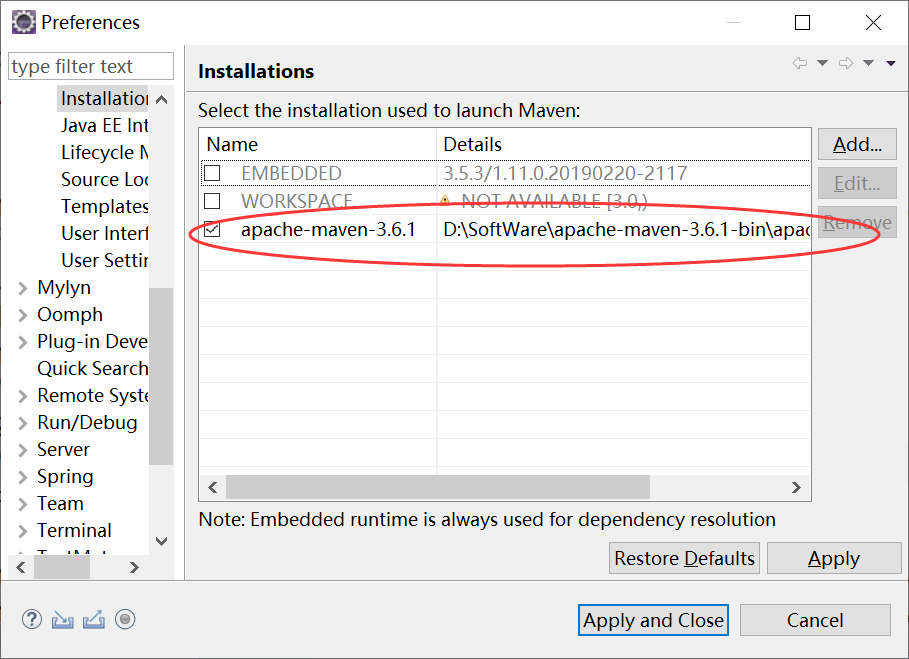 Preferences
type filter text
Installations
Installation
Java EE Int
Lifecycle M
Source Loc
Templates
User Interf
User Settin
Mylyn
Oomph
Plug-in Deve
Quick Search
Remote Syste
Run/Debug
Server
Spring
Team
Terminal
Select the installation used to launch Maven:
Name Details
EMBEDDED 3.5.3/1.11.0.20190220-2117
WORKSPACE NOT AVAILABLE [3.0,)
apache-maven-3.6.1 D:\SoftWare\apache-maven-3.6.1-bin\apac
Add...
Edit...
Remove
Note: Embedded runtime is always used for dependency resolution
Restore Defaults Apply
Apply and Close Cancel